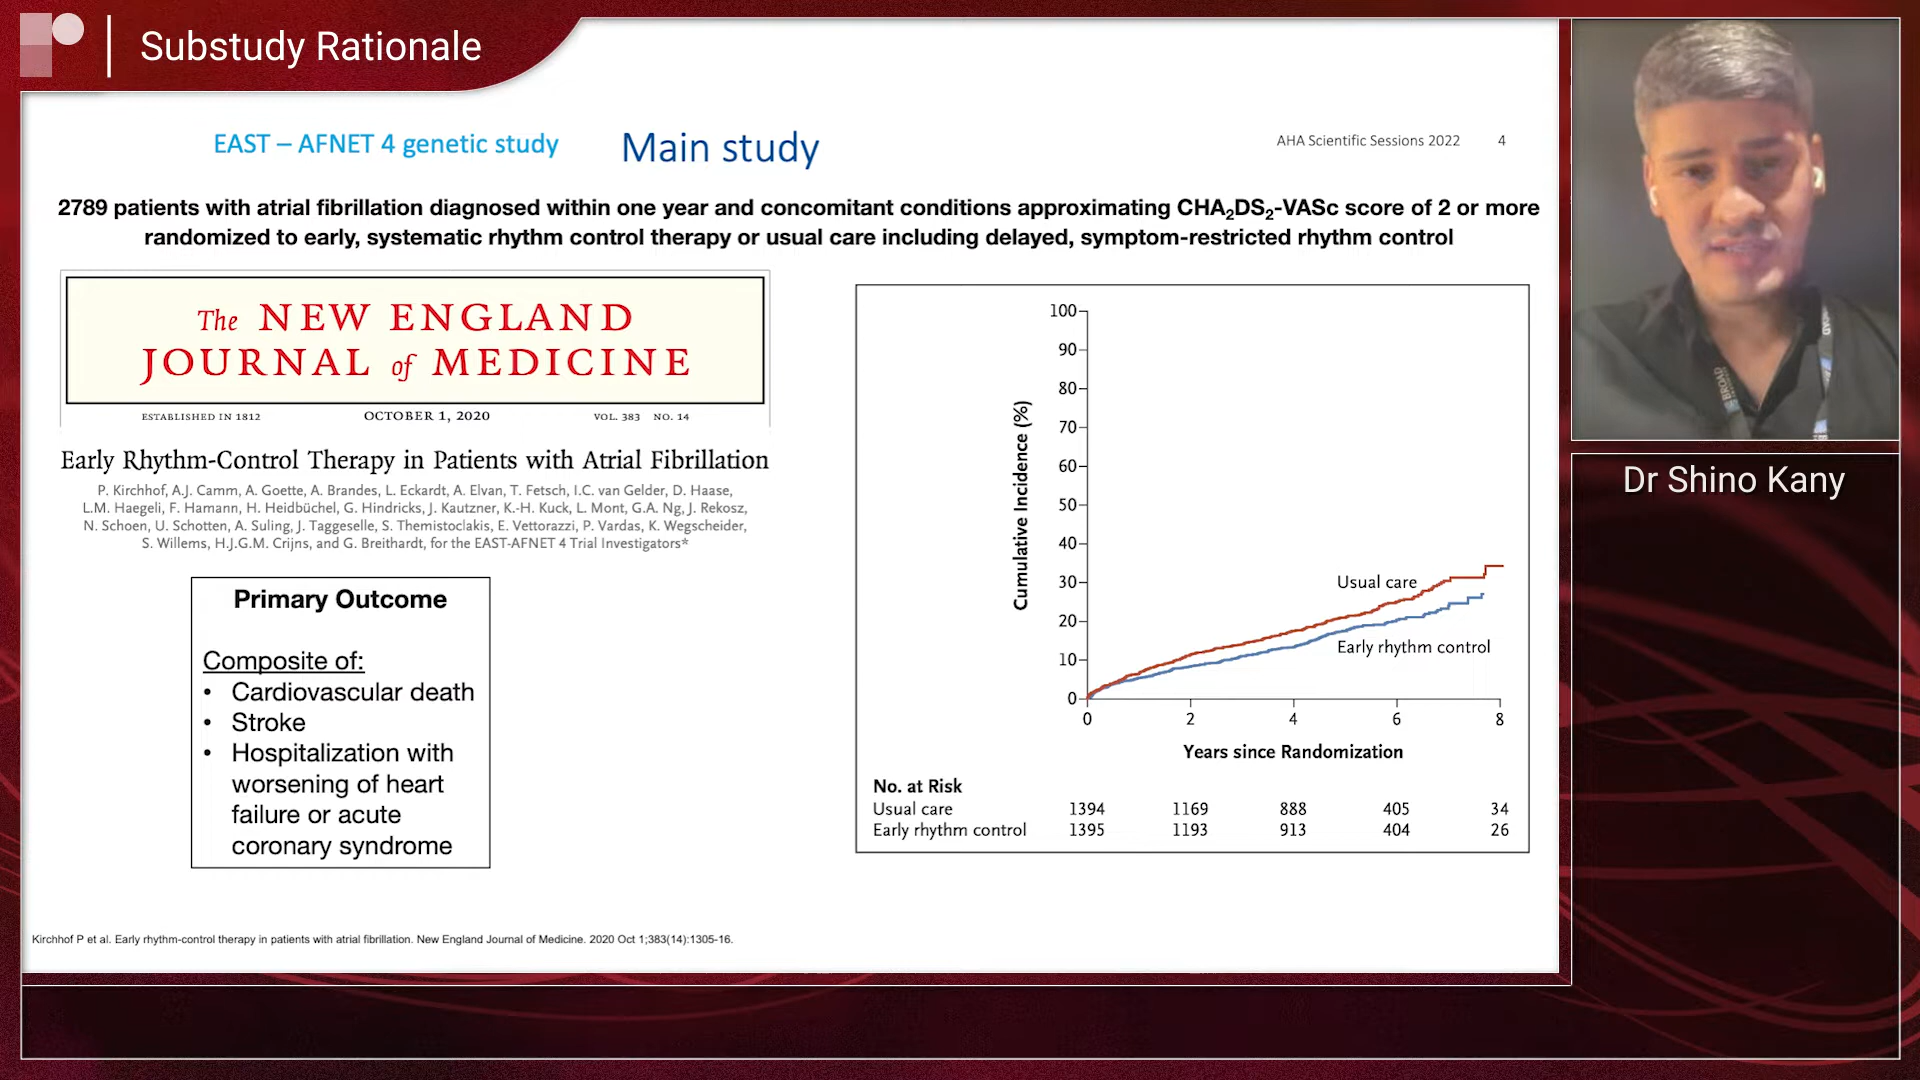 Substudy Rationale
EAST – AFNET 4 genetic study
Main study
AHA Scientific Sessions 2022 4
2789 patients with atrial fibrillation diagnosed within one year and concomitant conditions approximating CHA₂DS₂-VASc score of 2 or more
randomized to early, systematic rhythm control therapy or usual care including delayed, symptom-restricted rhythm control
The NEW ENGLAND
JOURNAL of MEDICINE
ESTABLISHED IN 1812 OCTOBER 1, 2020 VOL. 383 NO. 14
Early Rhythm-Control Therapy in Patients with Atrial Fibrillation
P. Kirchhof, A.J. Camm, A. Goette, A. Brandes, L. Eckardt, A. Elvan, T. Fetsch, I.C. van Gelder, D. Haase,
L.M. Haegeli, F. Hamann, H. Heidbüchel, G. Hindricks, J. Kautzner, K.-H. Kuck, L. Mont, G.A. Ng, J. Rekosz,
N. Schoen, U. Schotten, A. Suling, J. Taggeselle, S. Themistoclakis, E. Vettorazzi, P. Vardas, K. Wegscheider,
S. Willems, H.J.G.M. Crijns, and G. Breithardt, for the EAST-AFNET 4 Trial Investigators*
Primary Outcome
Composite of:
• Cardiovascular death
• Stroke
• Hospitalization with
worsening of heart
failure or acute
coronary syndrome
Cumulative Incidence (%)
100
90
80
70
60
50
40
30
20
10
0
Usual care
Early rhythm control
0 2 4 6 8
Years since Randomization
No. at Risk
Usual care 1394 1169 888 405 34
Early rhythm control 1395 1193 913 404 26
Kirchhof P et al. Early rhythm-control therapy in patients with atrial fibrillation. New England Journal of Medicine. 2020 Oct 1;383(14):1305-16.
BROAD
Dr Shino Kany